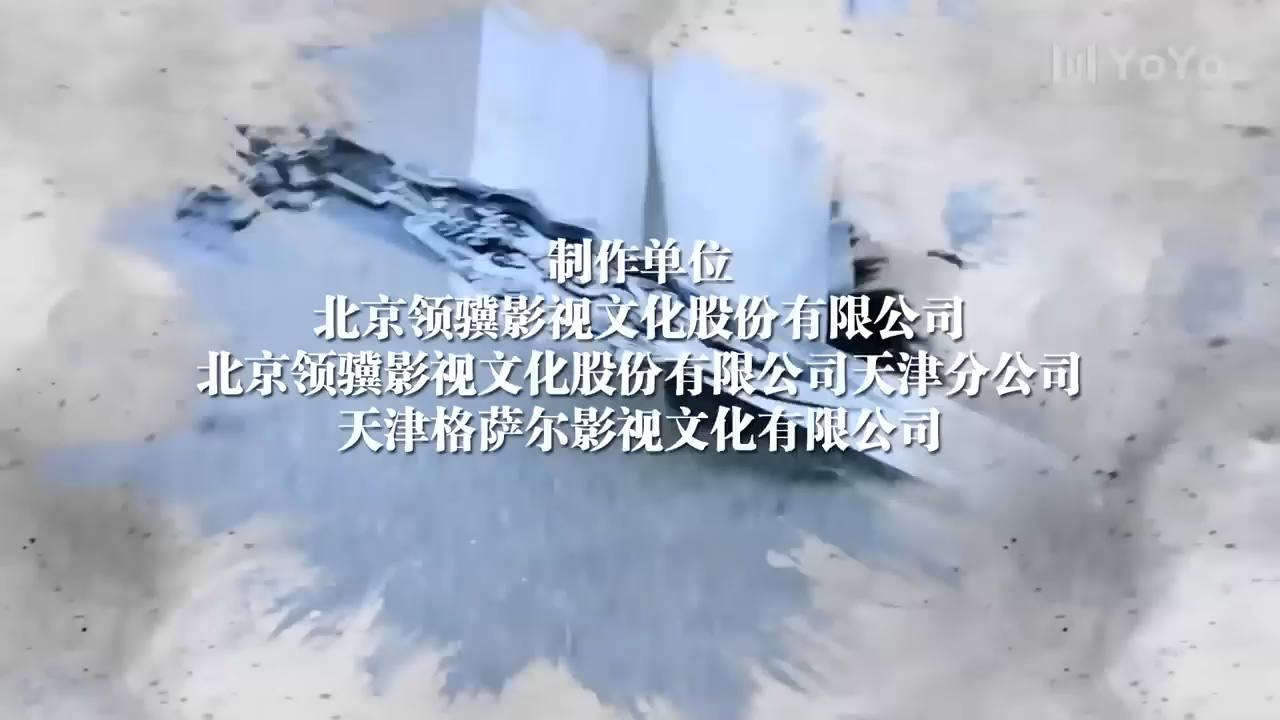 YoYo
制作单位
北京领骥影视文化股份有限公司
北京领骥影视文化股份有限公司天津分公司
天津格萨尔影视文化有限公司